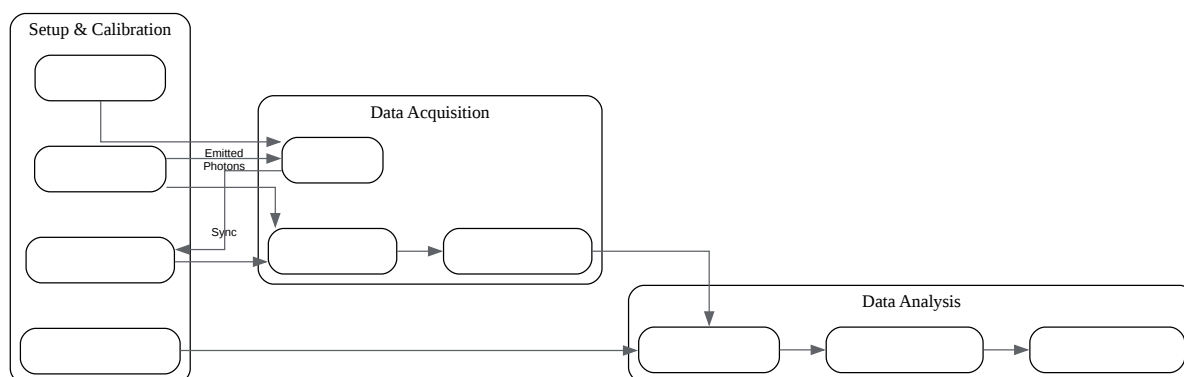 Setup & Calibration
Data Acquisition
Emitted
Photons
Sync
Data Analysis